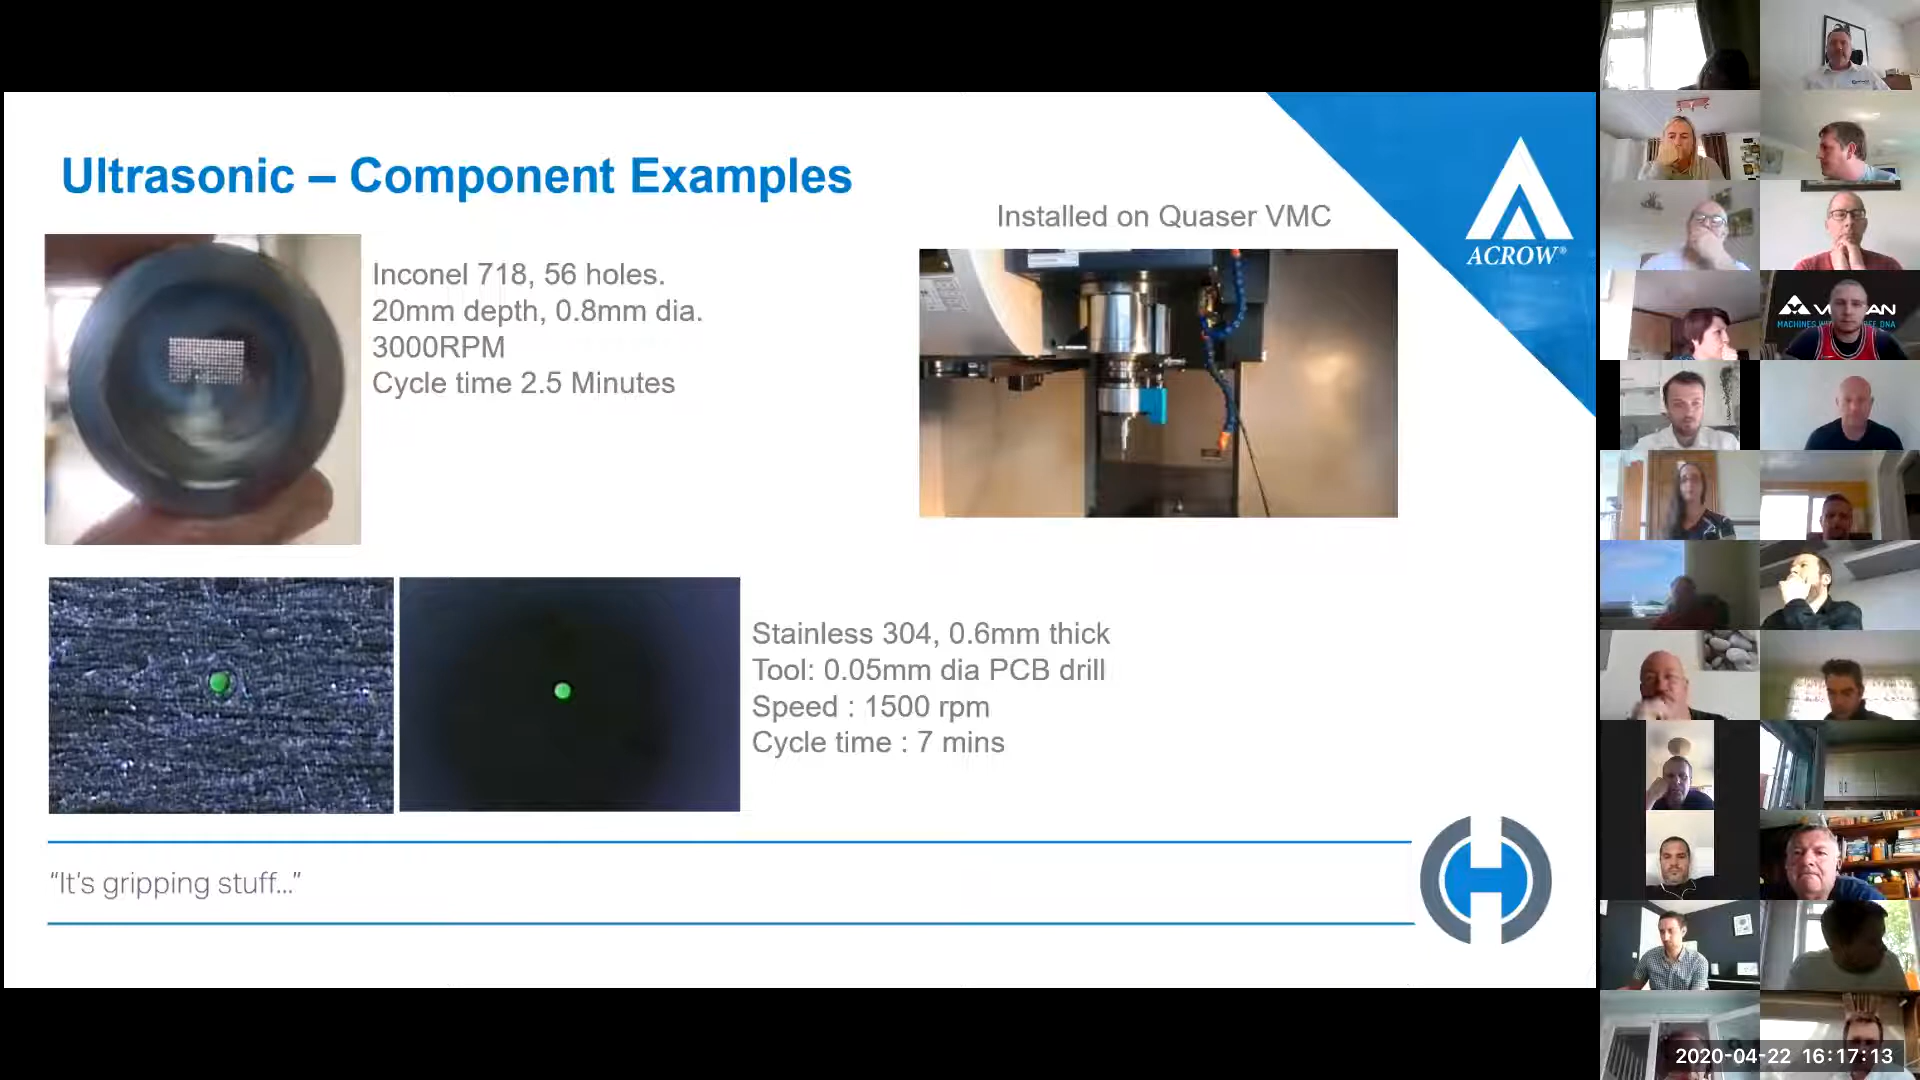 Ultrasonic – Component Examples
Installed on Quaser VMC
ACROW®
Inconel 718, 56 holes.
20mm depth, 0.8mm dia.
3000RPM
Cycle time 2.5 Minutes
Stainless 304, 0.6mm thick
Tool: 0.05mm dia PCB drill
Speed : 1500 rpm
Cycle time : 7 mins
“It's gripping stuff...”
MACHINES
DNA
2020-04-22 16:17:13